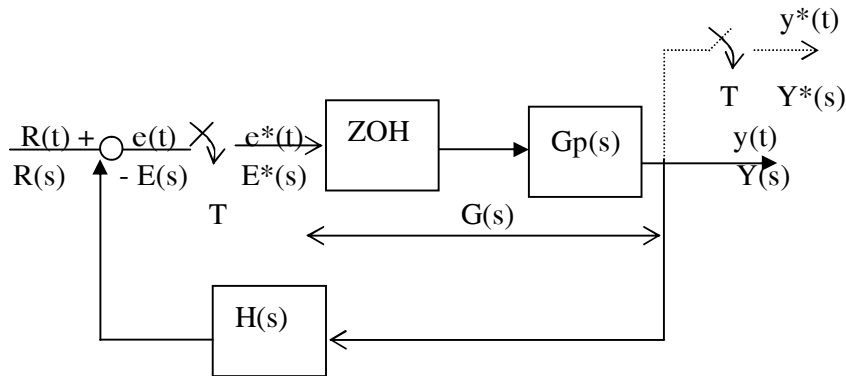 y*(t)
T Y*(s)
R(t) + e(t) e*(t) ZOH Gp(s) y(t)
R(s) - E(s) E*(s) Y(s)
T G(s)
H(s)